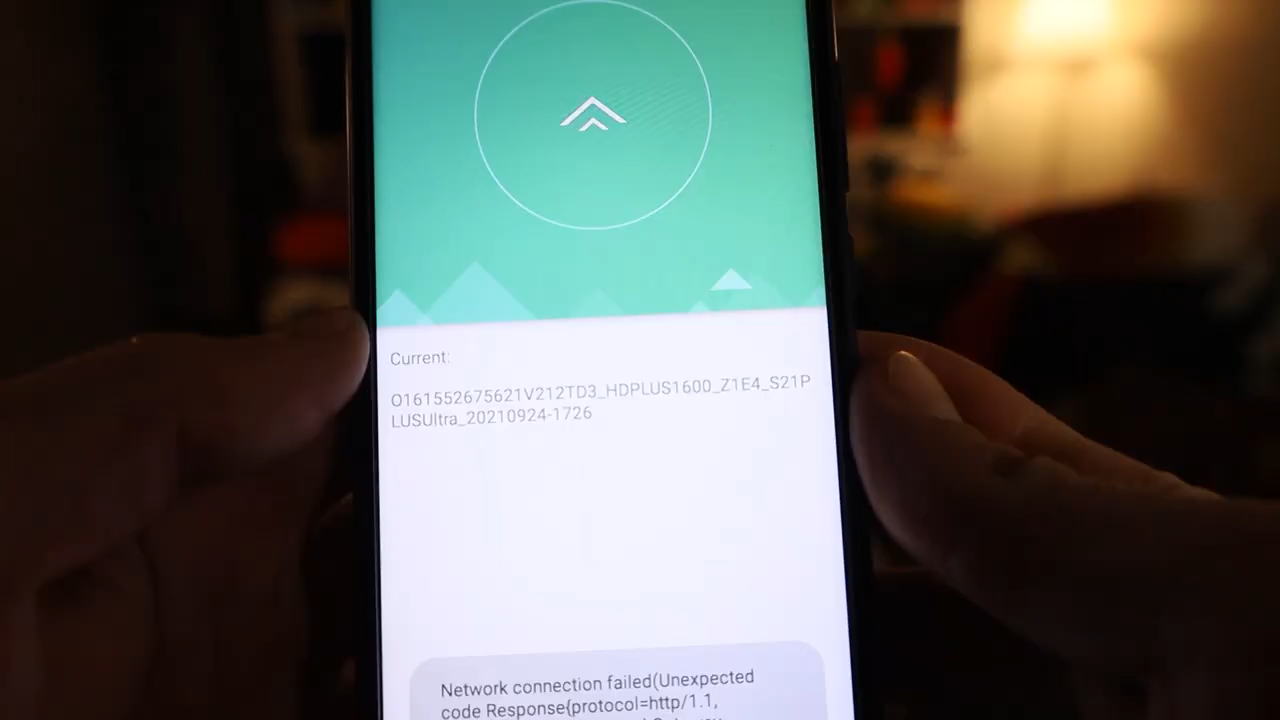 Current:
O161552675621V212TD3_HDPLUS1600_Z1E4_S21P
LUSUltra_20210924-1726
Network connection failed(Unexpected
code Response{protocol=http/1.1,